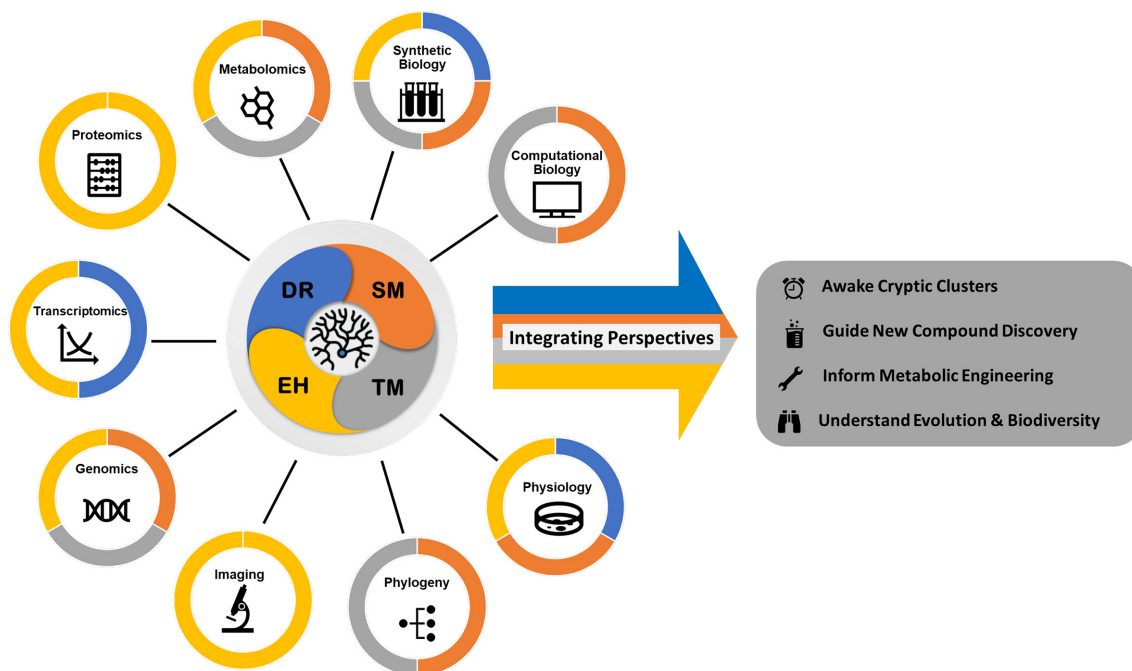 Metabolomics
Synthetic
Biology
Proteomics
Computational
Biology
Transcriptomics
DR
SM
EH
TM
Integrating Perspectives
Awake Cryptic Clusters
Guide New Compound Discovery
Inform Metabolic Engineering
Understand Evolution & Biodiversity
Genomics
Physiology
Imaging
Phylogeny